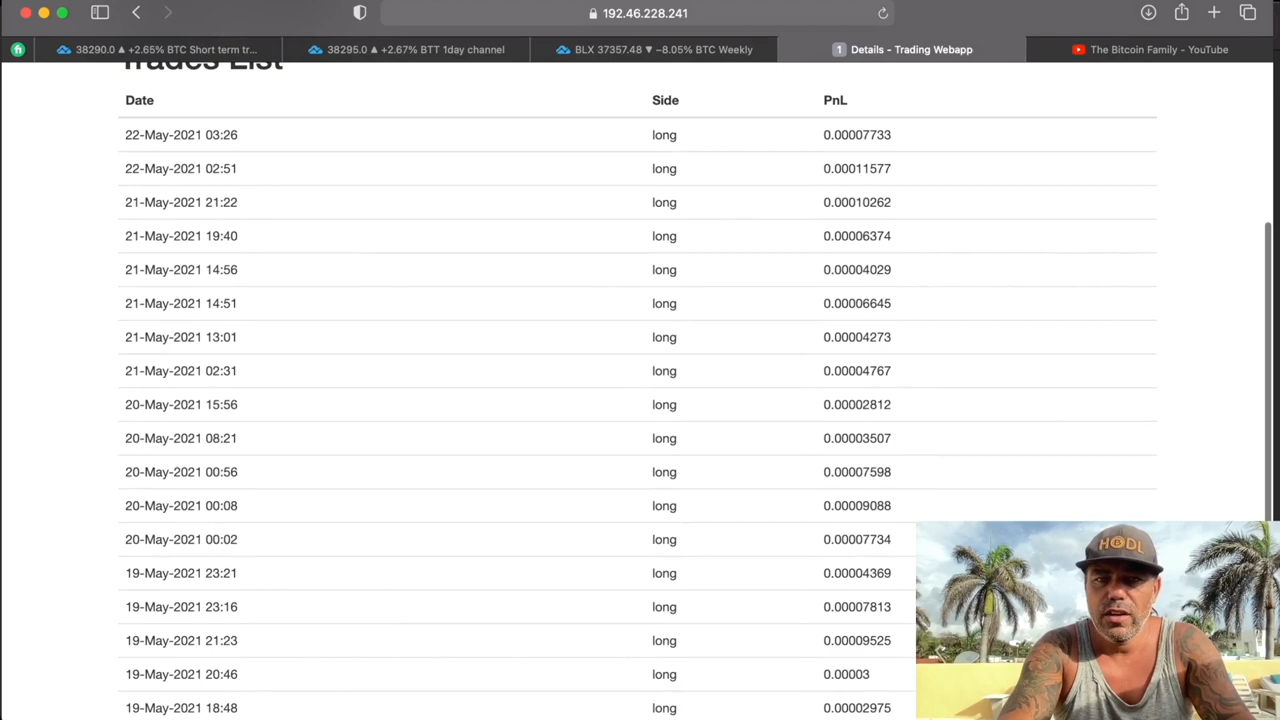 192.46.228.241
38290.0 ▲ +2.65% BTC Short term tr...
38295.0 ▲ +2.67% BTT 1day channel
BLX 37357.48 ▼ −8.05% BTC Weekly
1 Details - Trading Webapp
The Bitcoin Family - YouTube
Trades List
Date Side PnL
22-May-2021 03:26 long 0.00007733
22-May-2021 02:51 long 0.00011577
21-May-2021 21:22 long 0.00010262
21-May-2021 19:40 long 0.00006374
21-May-2021 14:56 long 0.00004029
21-May-2021 14:51 long 0.00006645
21-May-2021 13:01 long 0.00004273
21-May-2021 02:31 long 0.00004767
20-May-2021 15:56 long 0.00002812
20-May-2021 08:21 long 0.00003507
20-May-2021 00:56 long 0.00007598
20-May-2021 00:08 long 0.00009088
20-May-2021 00:02 long 0.00007734
19-May-2021 23:21 long 0.00004369
19-May-2021 23:16 long 0.00007813
19-May-2021 21:23 long 0.00009525
19-May-2021 20:46 long 0.00003
19-May-2021 18:48 long 0.00002975
HODL